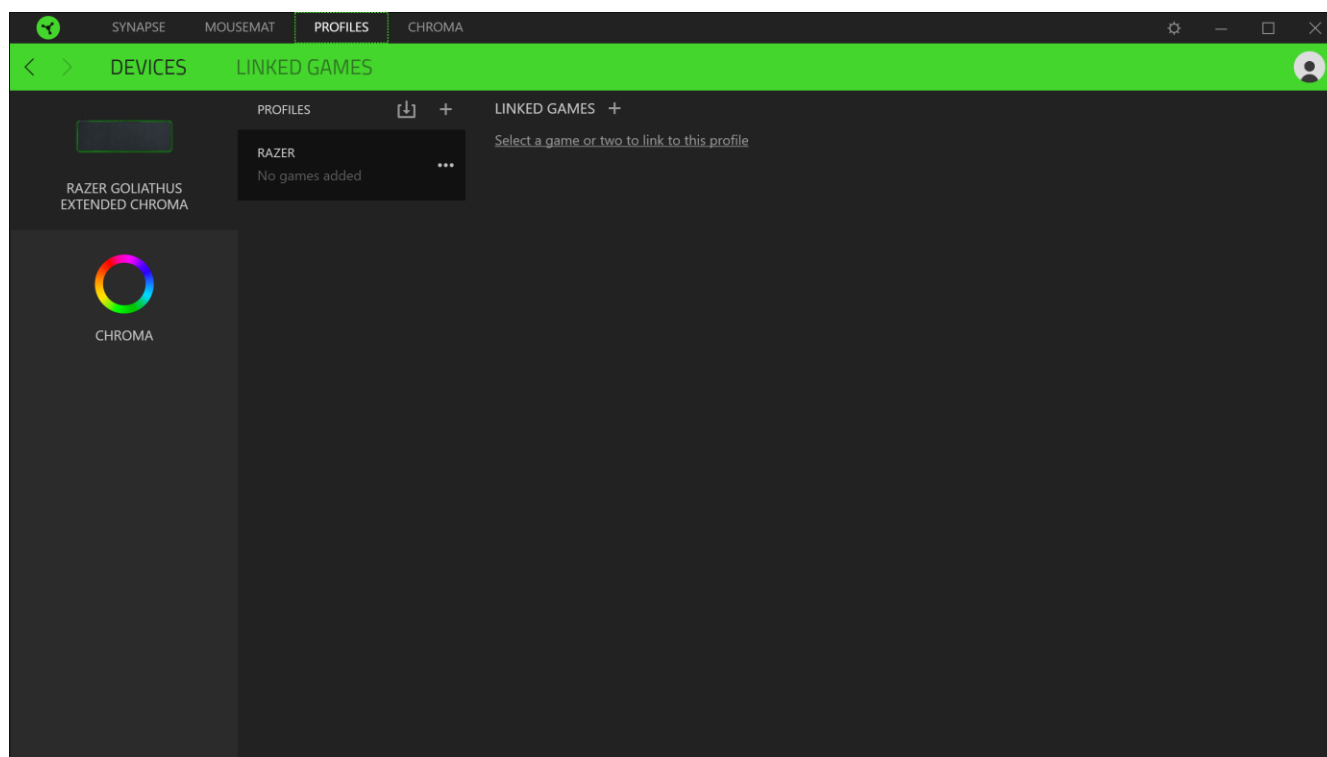 SYNAPSE MOUSEMAT PROFILES CHROMA
DEVICES LINKED GAMES
RAZER GOLIATHUS
EXTENDED CHROMA
CHROMA
PROFILES
RAZER
No games added
LINKED GAMES
Select a game or two to link to this profile